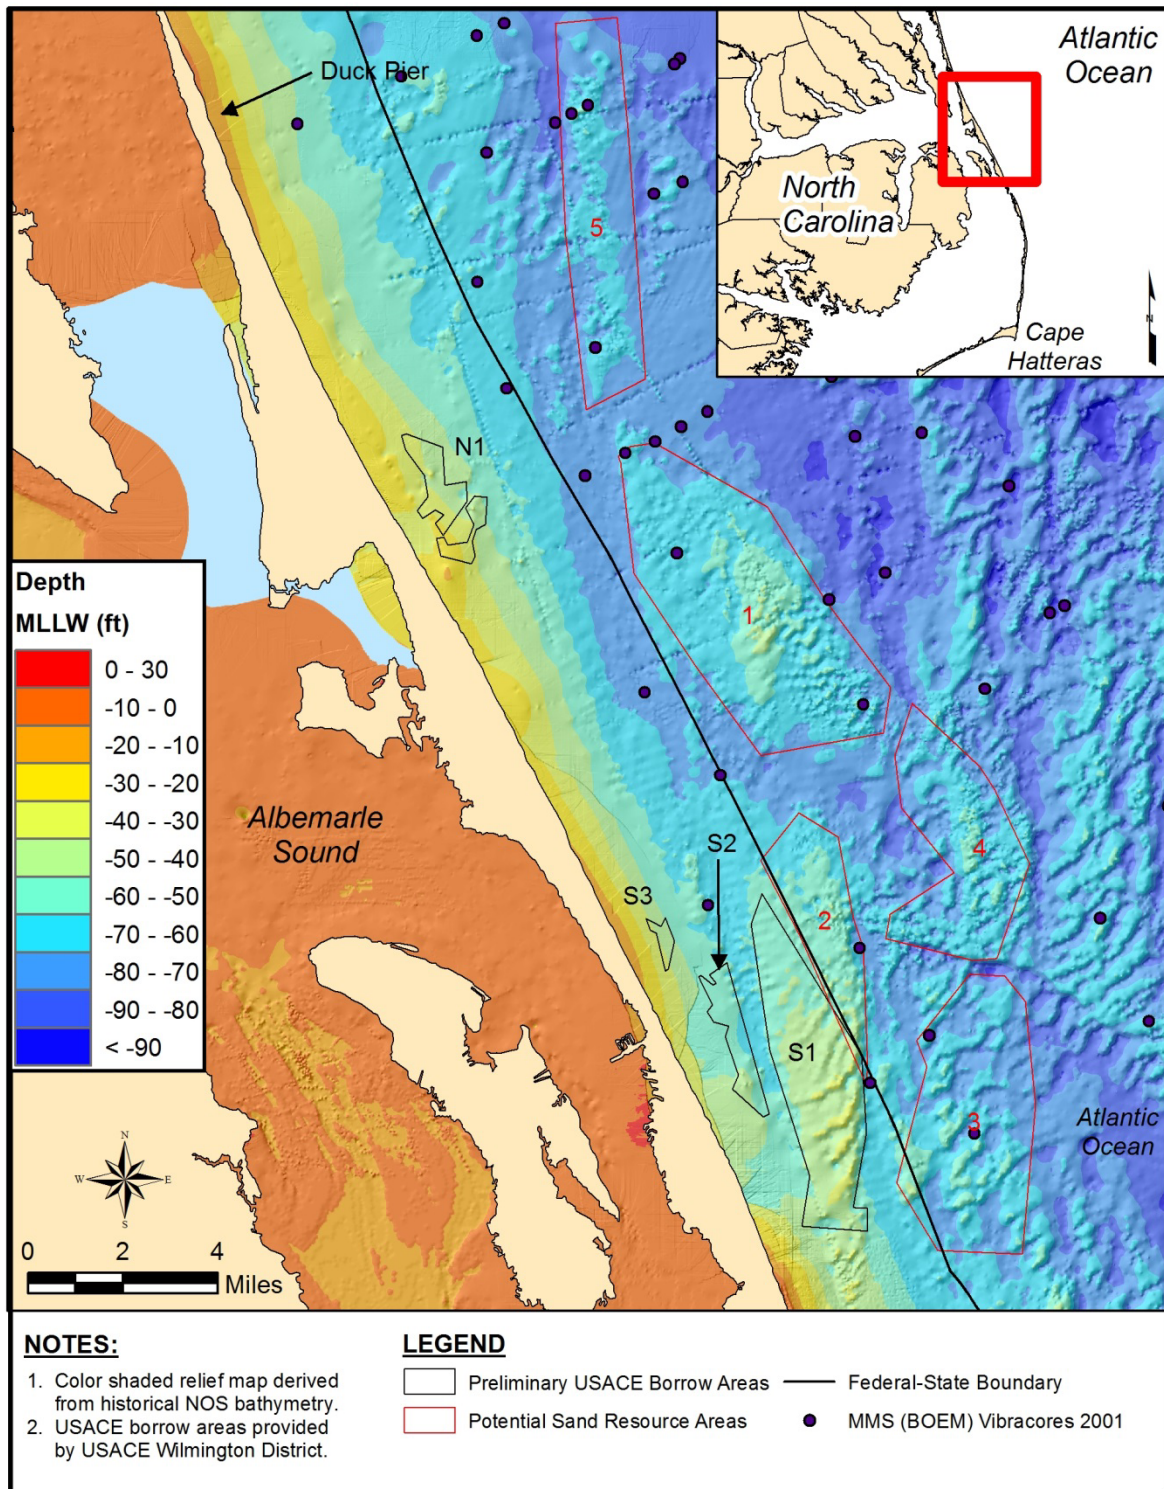 Duck Pier
Atlantic
Ocean
North
Carolina
Cape
Hatteras
N
5
N1
1
Depth
MLLW (ft)
0 - 30
-10 - 0
-20 - -10
-30 - -20
-40 - -30
-50 - -40
-60 - -50
-70 - -60
-80 - -70
-90 - -80
< -90
Albemarle
Sound
S2
S3
4
2
S1
3
Atlantic
Ocean
N
W E
S
0 2 4
Miles
NOTES:
1. Color shaded relief map derived
from historical NOS bathymetry.
2. USACE borrow areas provided
by USACE Wilmington District.
LEGEND
Preliminary USACE Borrow Areas
Federal-State Boundary
Potential Sand Resource Areas
MMS (BOEM) Vibracores 2001